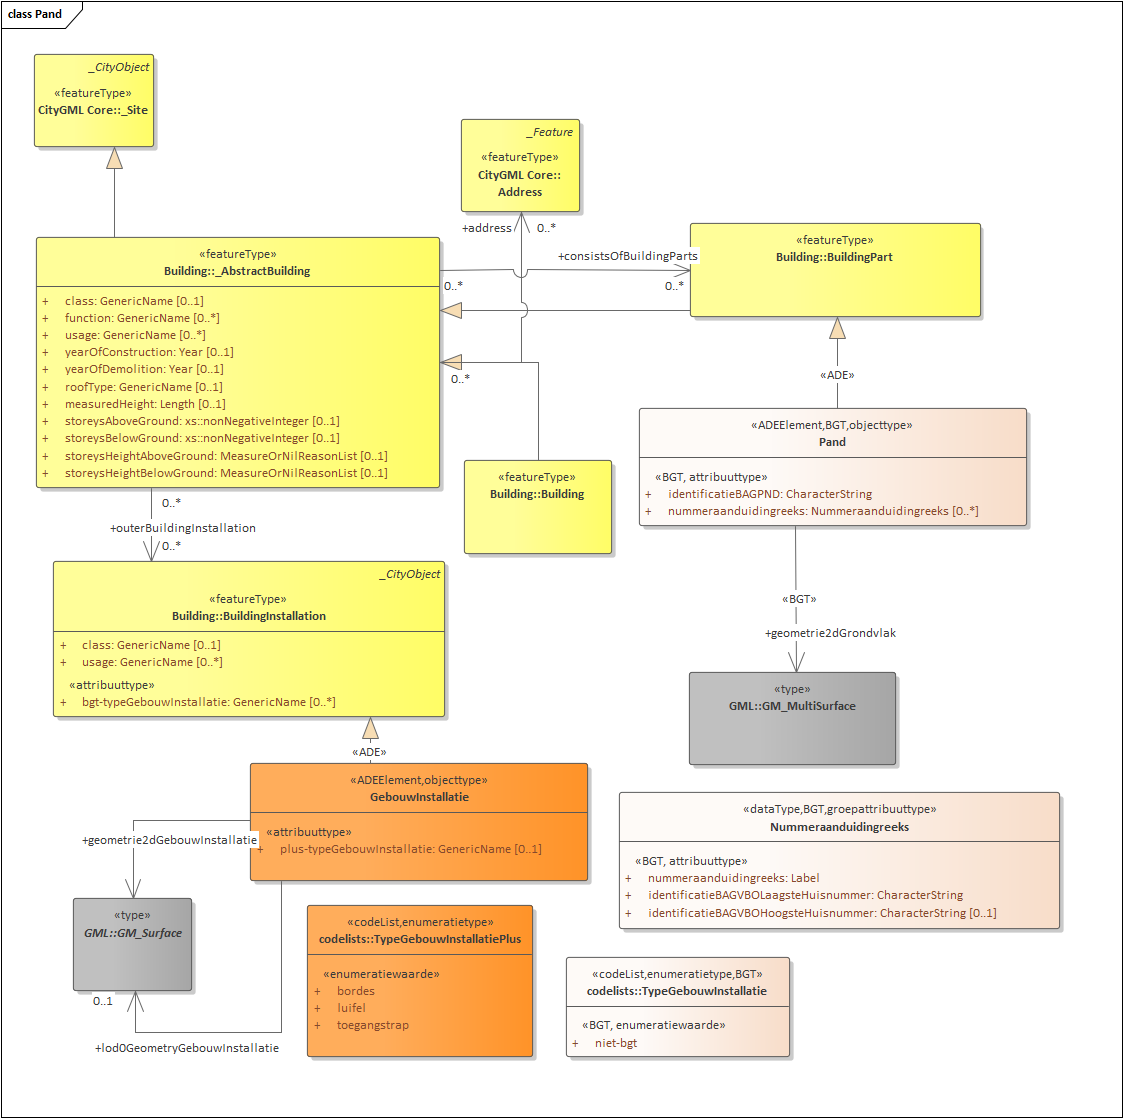 class Pand
_CityObject
«featureType»
CityGML Core::_Site
_Feature
«featureType»
CityGML Core::
Address
+address
0..*
«featureType»
Building::_AbstractBuilding
+ class: GenericName [0..1]
+ function: GenericName [0..*]
+ usage: GenericName [0..*]
+ yearOfConstruction: Year [0..1]
+ yearOfDemolition: Year [0..1]
+ roofType: GenericName [0..1]
+ measuredHeight: Length [0..1]
+ storeysAboveGround: xs::nonNegativeInteger [0..1]
+ storeysBelowGround: xs::nonNegativeInteger [0..1]
+ storeysHeightAboveGround: MeasureOrNilReasonList [0..1]
+ storeysHeightBelowGround: MeasureOrNilReasonList [0..1]
+consistsOfBuildingParts
0..*
0..*
0..*
«featureType»
Building::BuildingPart
«ADE»
«featureType»
Building::Building
«ADEElement,BGT,objecttype»
Pand
«BGT, attribuuttype»
+ identificatieBAGPND: CharacterString
+ nummeraanduidingreeks: Nummeraanduidingreeks [0..*]
0..*
+outerBuildingInstallation
0..*
_CityObject
«featureType»
Building::BuildingInstallation
+ class: GenericName [0..1]
+ usage: GenericName [0..*]
«attribuuttype»
+ bgt-typeGebouwInstallatie: GenericName [0..*]
«BGT»
+geometrie2dGrondvlak
«type»
GML::GM_MultiSurface
«ADE»
«ADEElement,objecttype»
GebouwInstallatie
«attribuuttype»
+ plus-typeGebouwInstallatie: GenericName [0..1]
+geometrie2dGebouwInstallatie
«type»
GML::GM_Surface
0..1
+lod0GeometryGebouwInstallatie
«dataType,BGT,groepattribuuttype»
Nummeraanduidingreeks
«BGT, attribuuttype»
+ nummeraanduidingreeks: Label
+ identificatieBAGVBOLaagsteHuisnummer: CharacterString
+ identificatieBAGVBOHoogsteHuisnummer: CharacterString [0..1]
«codeList,enumeratietype»
codelists::TypeGebouwInstallatiePlus
«enumeratiewaarde»
+ bordes
+ luifel
+ toegangstrap
«codeList,enumeratietype,BGT»
codelists::TypeGebouwInstallatie
«BGT, enumeratiewaarde»
+ niet-bgt